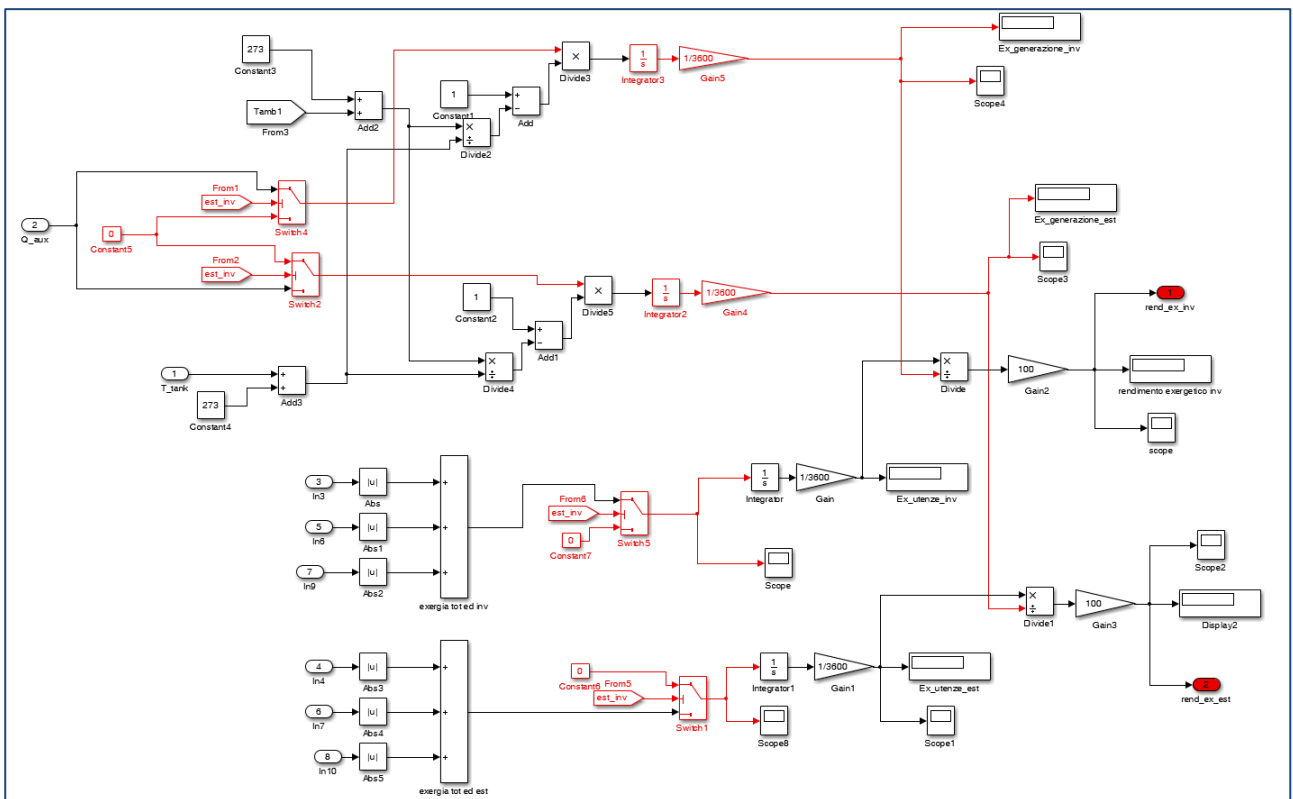 273
Constant3
Tamb1
From3
+
+
Add2
1
Constant1
×
÷
Divide2
+
−
Add
×
Divide3
1
s
Integrator3
1/3600
Gain5
Ex_generazione_inv
Scope4
2
Q_aux
From1
est_inv
Switch4
0
Constant5
From2
est_inv
Switch2
1
Constant2
+
−
Add1
×
Divide5
1
s
Integrator2
1/3600
Gain4
Ex_generazione_est
Scope3
1
T_tank
273
Constant4
+
+
Add3
×
÷
Divide4
×
÷
Divide
100
Gain2
1
rend_ex_inv
rendimento exergetico inv
scope
3
In3
|u|
Abs
5
In6
|u|
Abs1
7
In9
|u|
Abs2
+
+
+
exergia tot ed inv
From6
est_inv
0
Constant7
Switch5
Scope
1
s
Integrator
1/3600
Gain
Ex_utenze_inv
4
In4
|u|
Abs3
6
In7
|u|
Abs4
8
In10
|u|
Abs5
+
+
+
exergia tot ed est
0
Constant6
From5
est_inv
Switch1
Scope8
1
s
Integrator1
1/3600
Gain1
Ex_utenze_est
Scope1
×
÷
Divide1
100
Gain3
Scope2
Display2
2
rend_ex_est